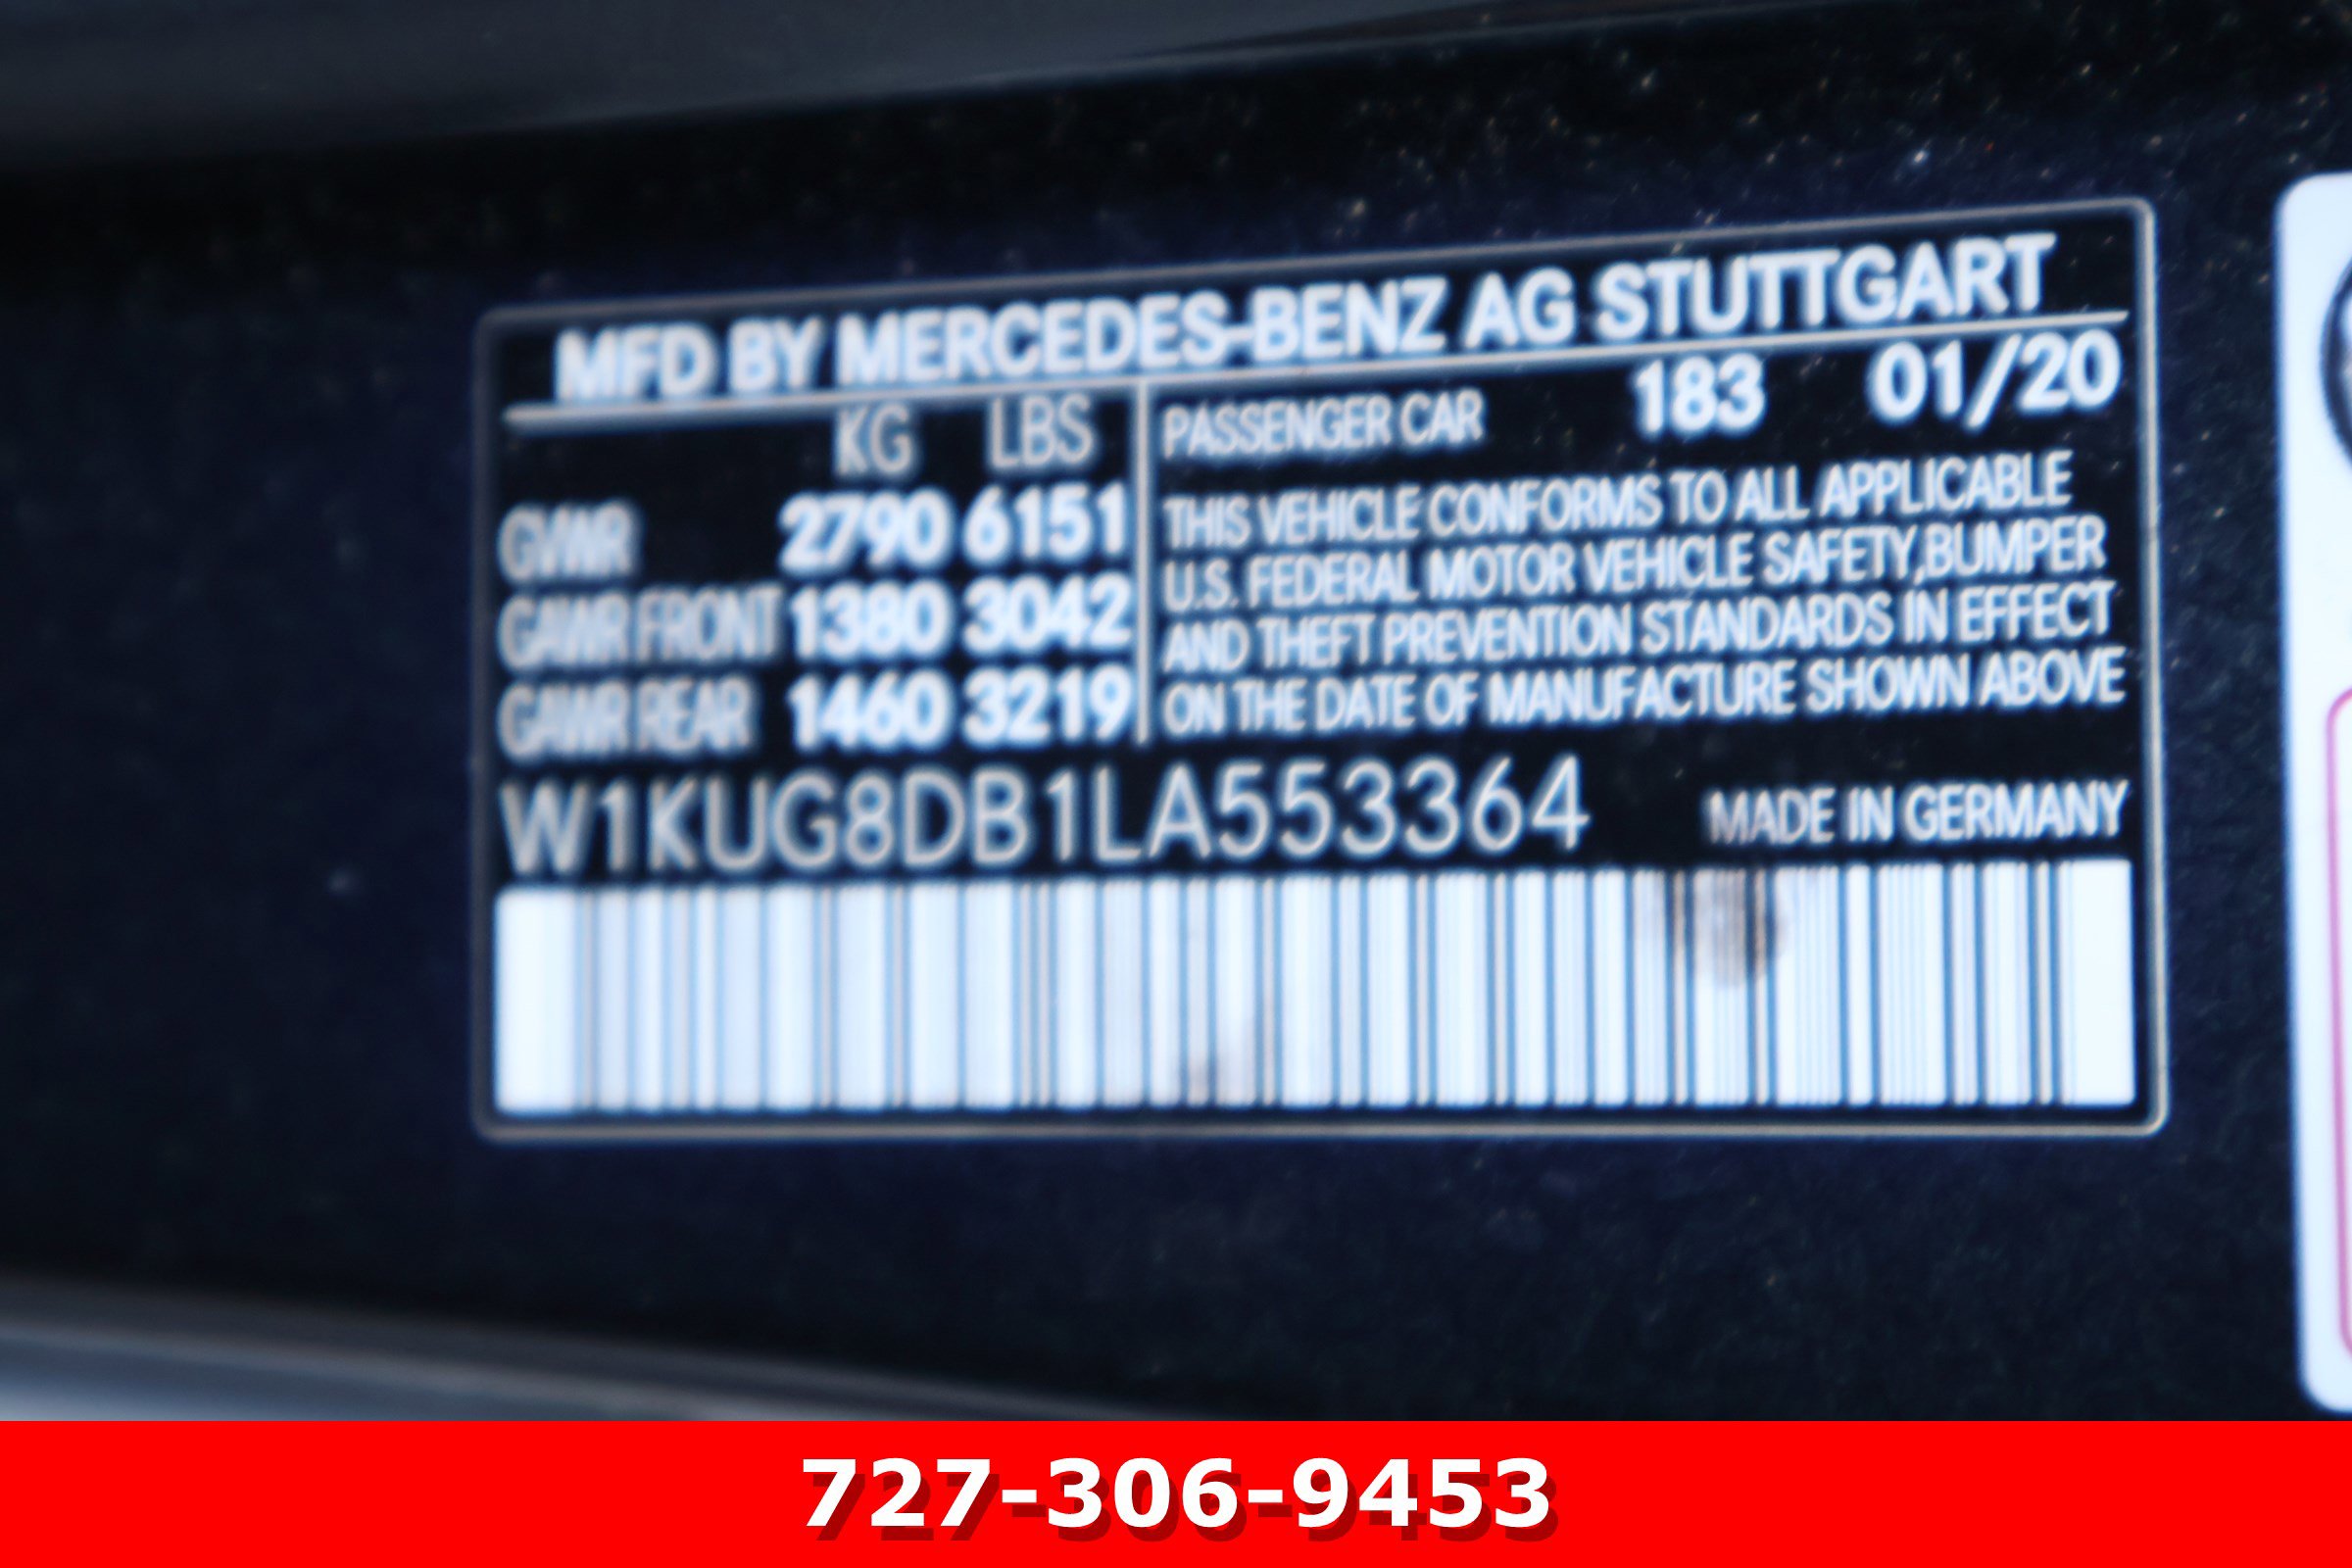 MFD BY MERCEDES-BENZ AG STUTTGART
KG LBS
GVWR 2790 6151
GAWR FRONT 1380 3042
GAWR REAR 1460 3219
PASSENGER CAR 183 01/20
THIS VEHICLE CONFORMS TO ALL APPLICABLE
U.S. FEDERAL MOTOR VEHICLE SAFETY,BUMPER
AND THEFT PREVENTION STANDARDS IN EFFECT
ON THE DATE OF MANUFACTURE SHOWN ABOVE
W1KUG8DB1LA553364 MADE IN GERMANY
727-306-9453